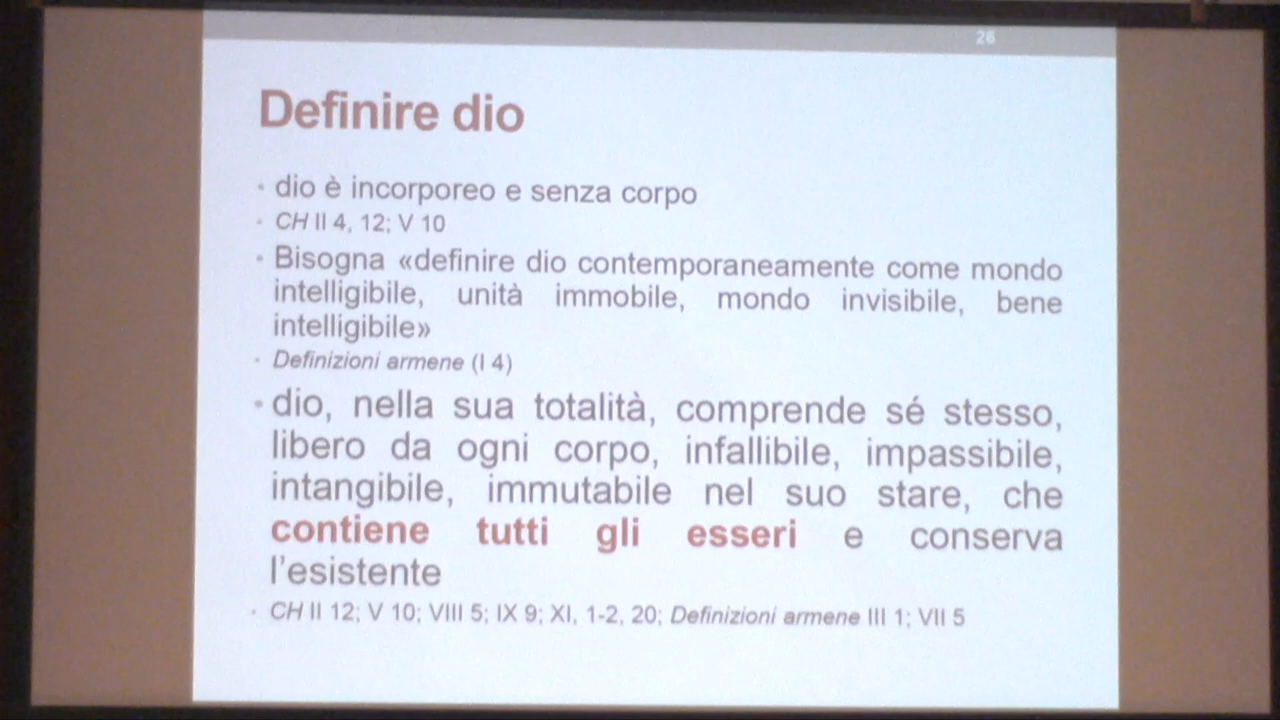 26
Definire dio
• dio è incorporeo e senza corpo
• CH II 4, 12; V 10
• Bisogna «definire dio contemporaneamente come mondo
intelligibile, unità immobile, mondo invisibile, bene
intelligibile»
• Definizioni armene (I 4)
• dio, nella sua totalità, comprende sé stesso,
libero da ogni corpo, infallibile, impassibile,
intangibile, immutabile nel suo stare, che
contiene tutti gli esseri e conserva
l'esistente
• CH II 12; V 10; VIII 5; IX 9; XI, 1-2, 20; Definizioni armene III 1; VII 5